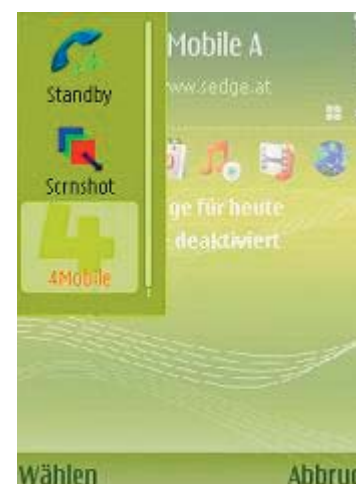 Mobile A
www.sedge.at
Standby
Scrnshot
ge für heute
deaktiviert
4
4Mobile
Wählen
Abbruc